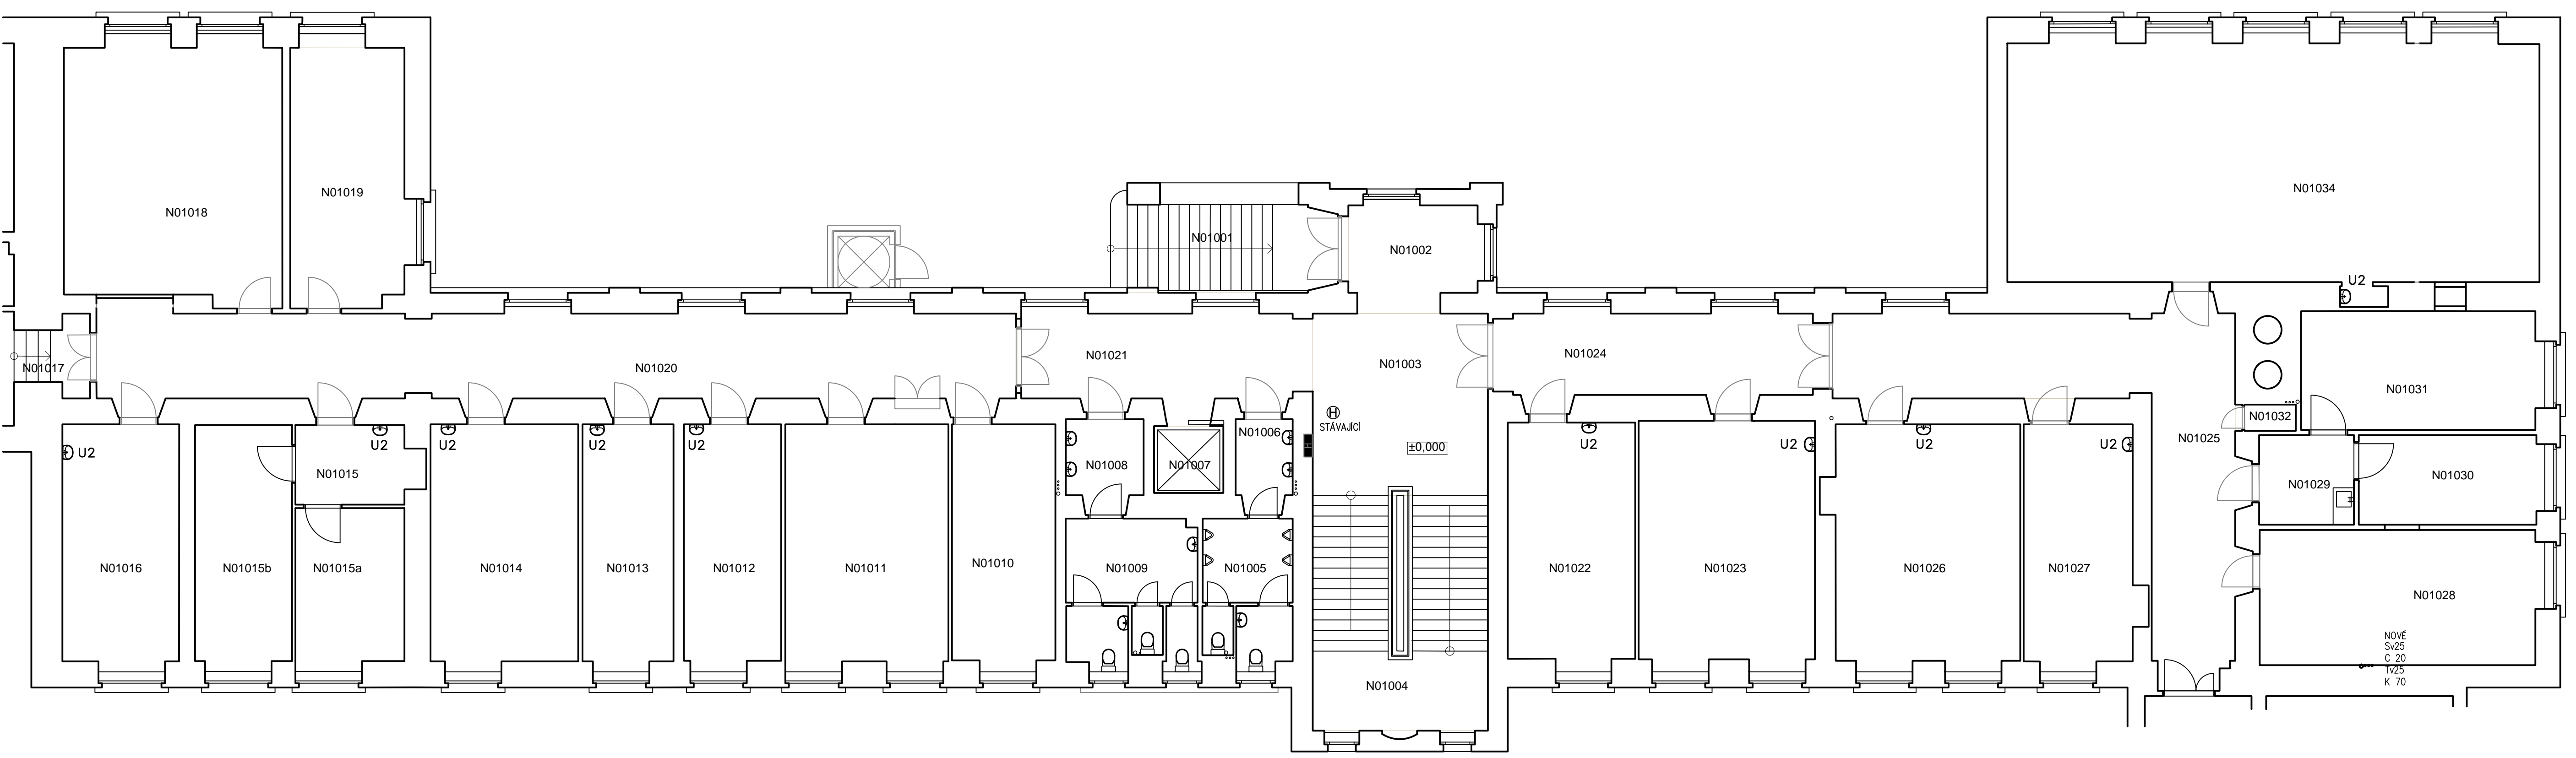 N01018
N01019
N01034
N01001
N01002
U2
N01017
N01020
N01021
N01003
N01024
N01031
STÁVAJÍCÍ
N01032
N01006
N01025
±0,000
U2
U2
U2
U2
U2
U2
U2
U2
U2
N01015
N01008
N01007
N01029
N01030
N01016
N01015b
N01015a
N01014
N01013
N01012
N01011
N01010
N01009
N01005
N01022
N01023
N01026
N01027
N01028
N01004
NOVÉ
Sv25
C 20
Tv25
K 70